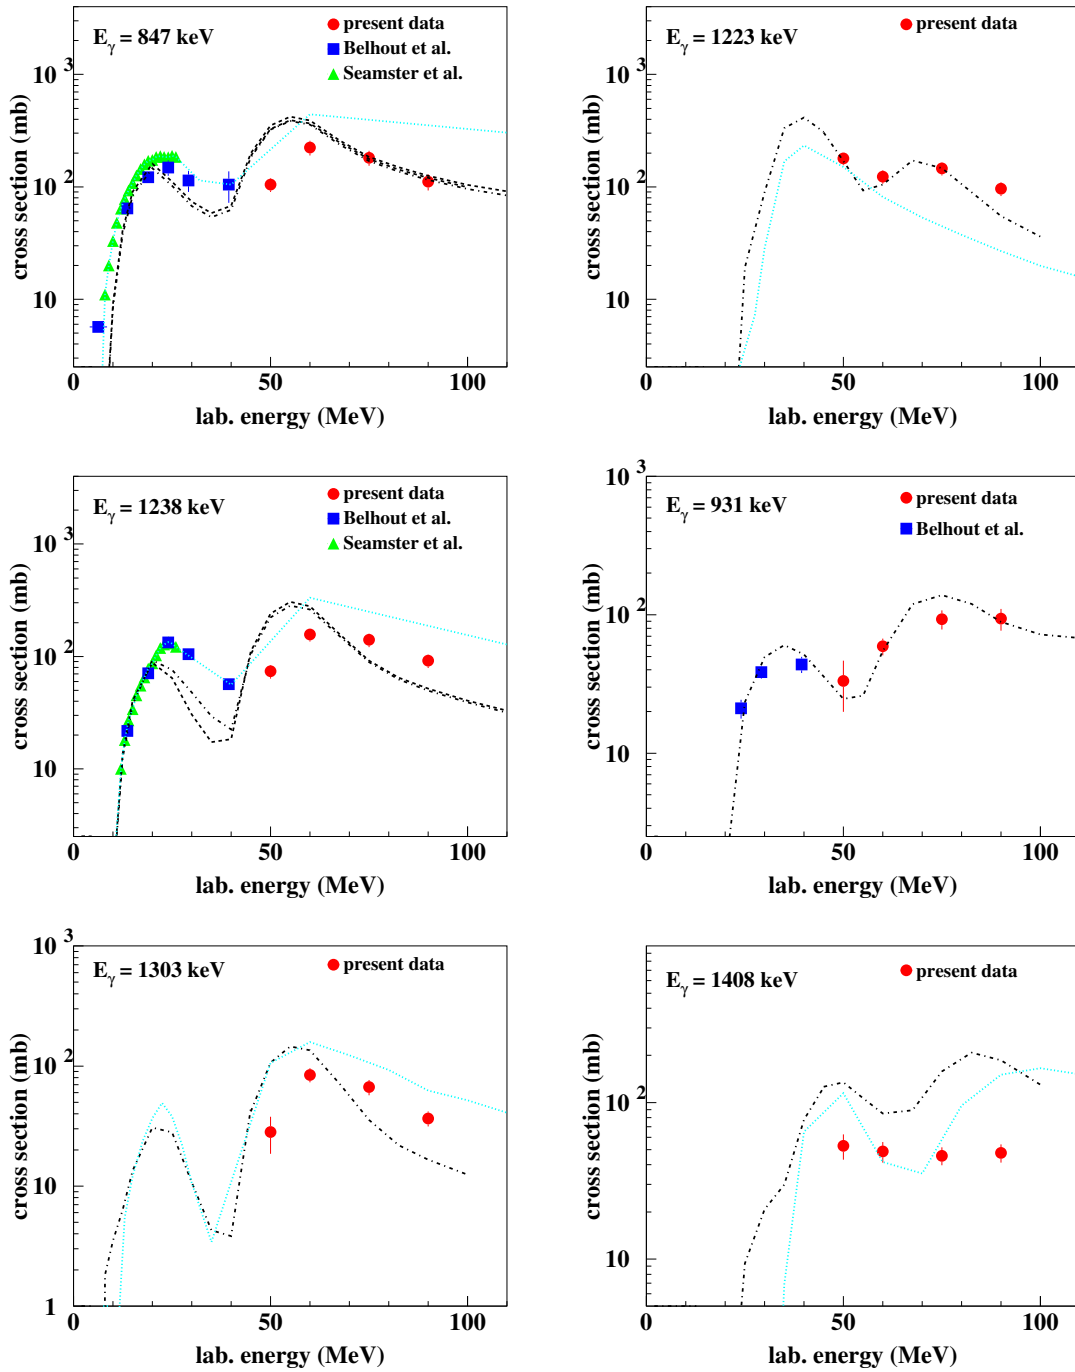 E_γ = 847 keV
present data
Belhout et al.
Seamster et al.
10^3
10^2
10
0
50
100
cross section (mb)
lab. energy (MeV)
E_γ = 1223 keV
present data
10^3
10^2
10
0
50
100
cross section (mb)
lab. energy (MeV)
E_γ = 1238 keV
present data
Belhout et al.
Seamster et al.
10^3
10^2
10
0
50
100
cross section (mb)
lab. energy (MeV)
E_γ = 931 keV
present data
Belhout et al.
10^3
10^2
10
0
50
100
cross section (mb)
lab. energy (MeV)
E_γ = 1303 keV
present data
10^3
10^2
10
1
0
50
100
cross section (mb)
lab. energy (MeV)
E_γ = 1408 keV
present data
10^2
10
0
50
100
cross section (mb)
lab. energy (MeV)